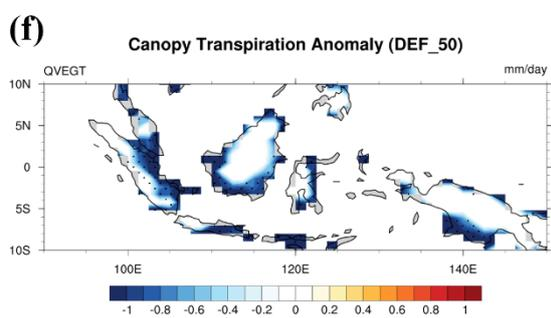 (f)
Canopy Transpiration Anomaly (DEF_50)
QVEGT mm/day
10N
5N
0
5S
10S
100E 120E 140E
-1 -0.8 -0.6 -0.4 -0.2 0 0.2 0.4 0.6 0.8 1